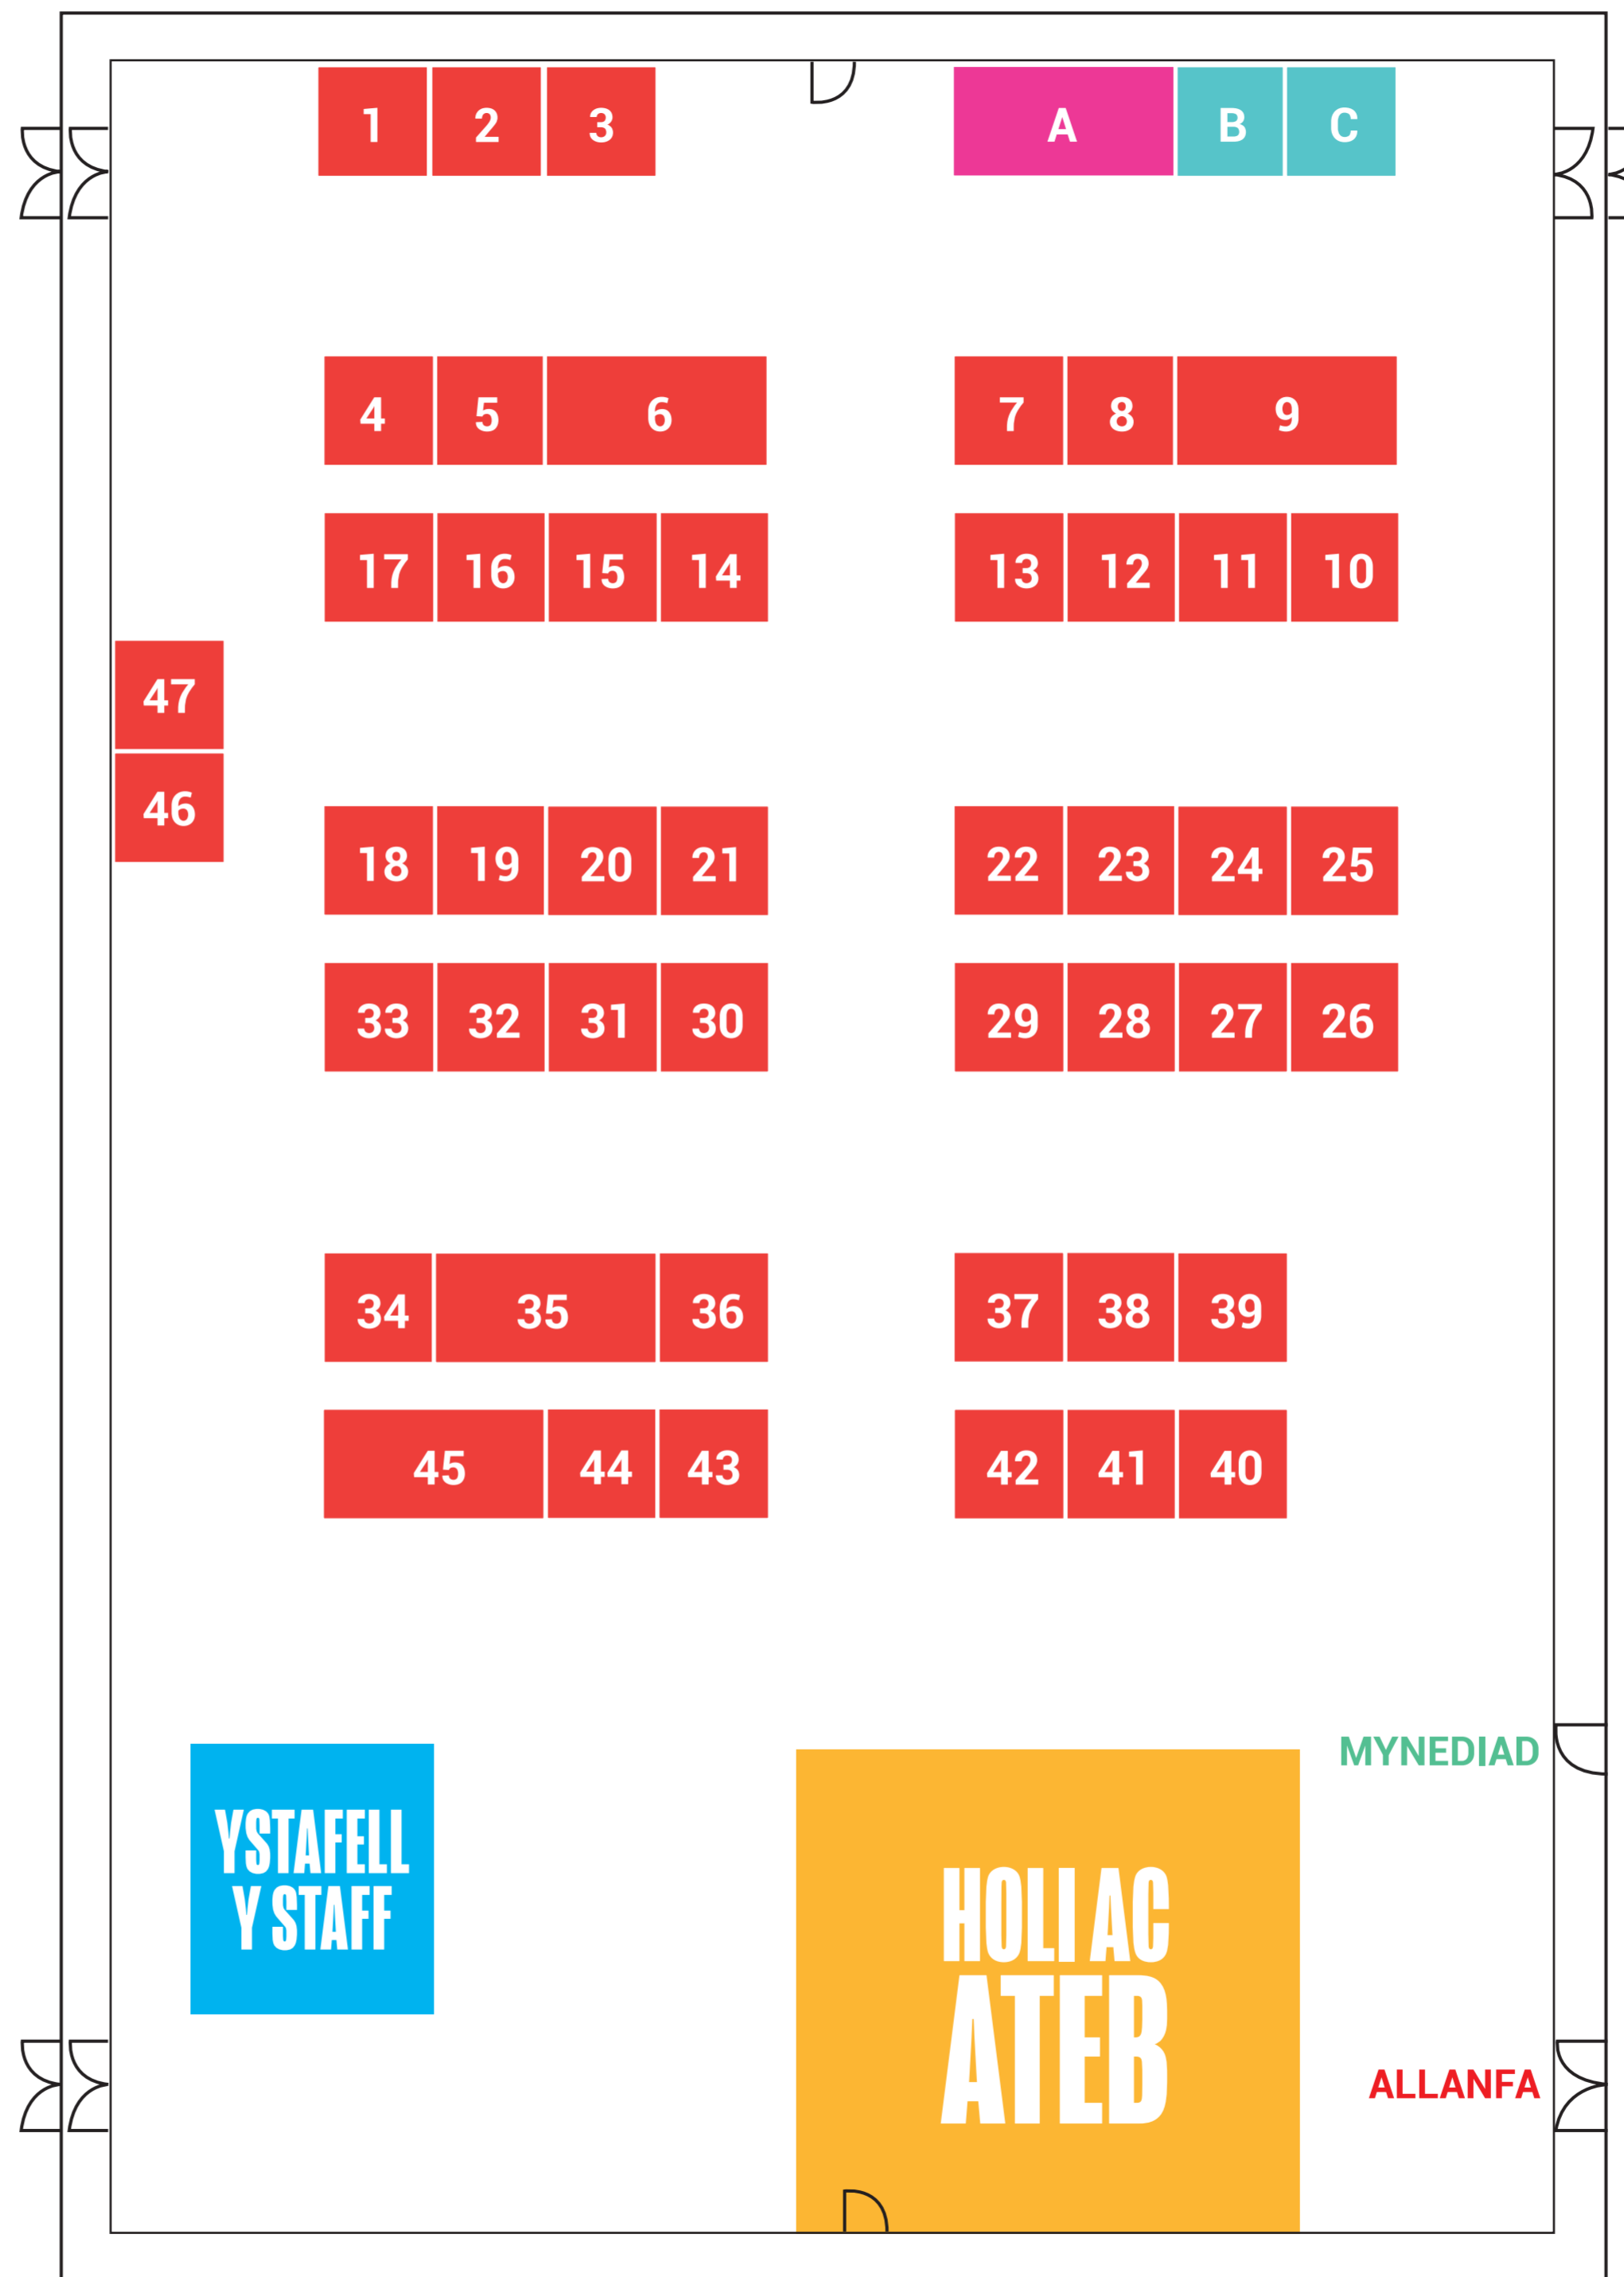 1 2 3 A B C
4 5 6 7 8 9
17 16 15 14 13 12 11 10
47
46
18 19 20 21 22 23 24 25
33 32 31 30 29 28 27 26
34 35 36 37 38 39
45 44 43 42 41 40
MYNEDIAD
YSTAFELL
YSTAFF
HOLI AC
ATEB
ALLANFA